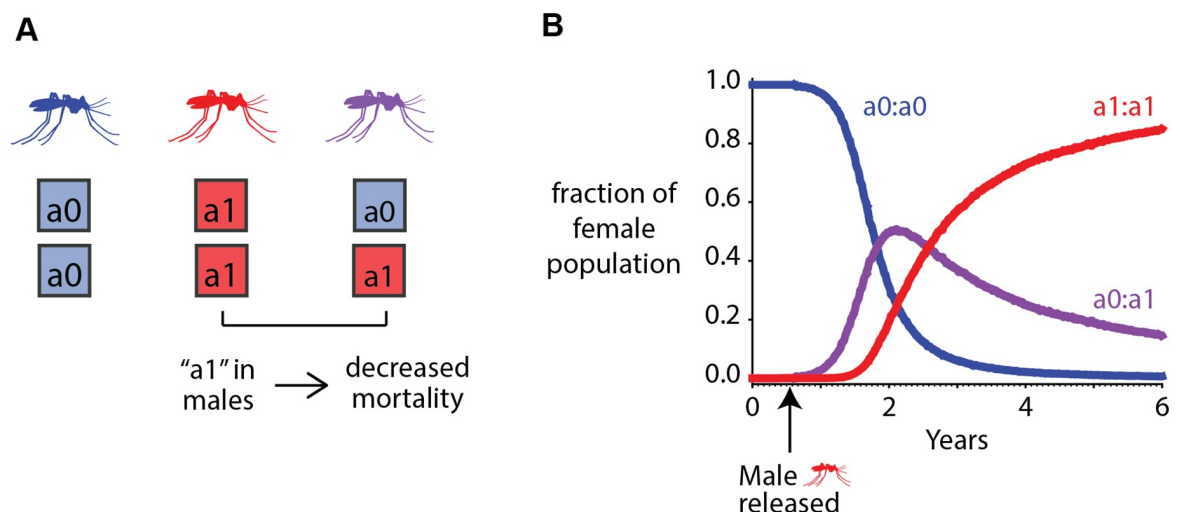 A
a0
a0
a1
a1
a0
a1
"a1" in
males
decreased
mortality
B
fraction of
female
population
1.0
0.8
0.6
0.4
0.2
0.0
a0:a0
a1:a1
a0:a1
0 2 4 6
Years
Male
released